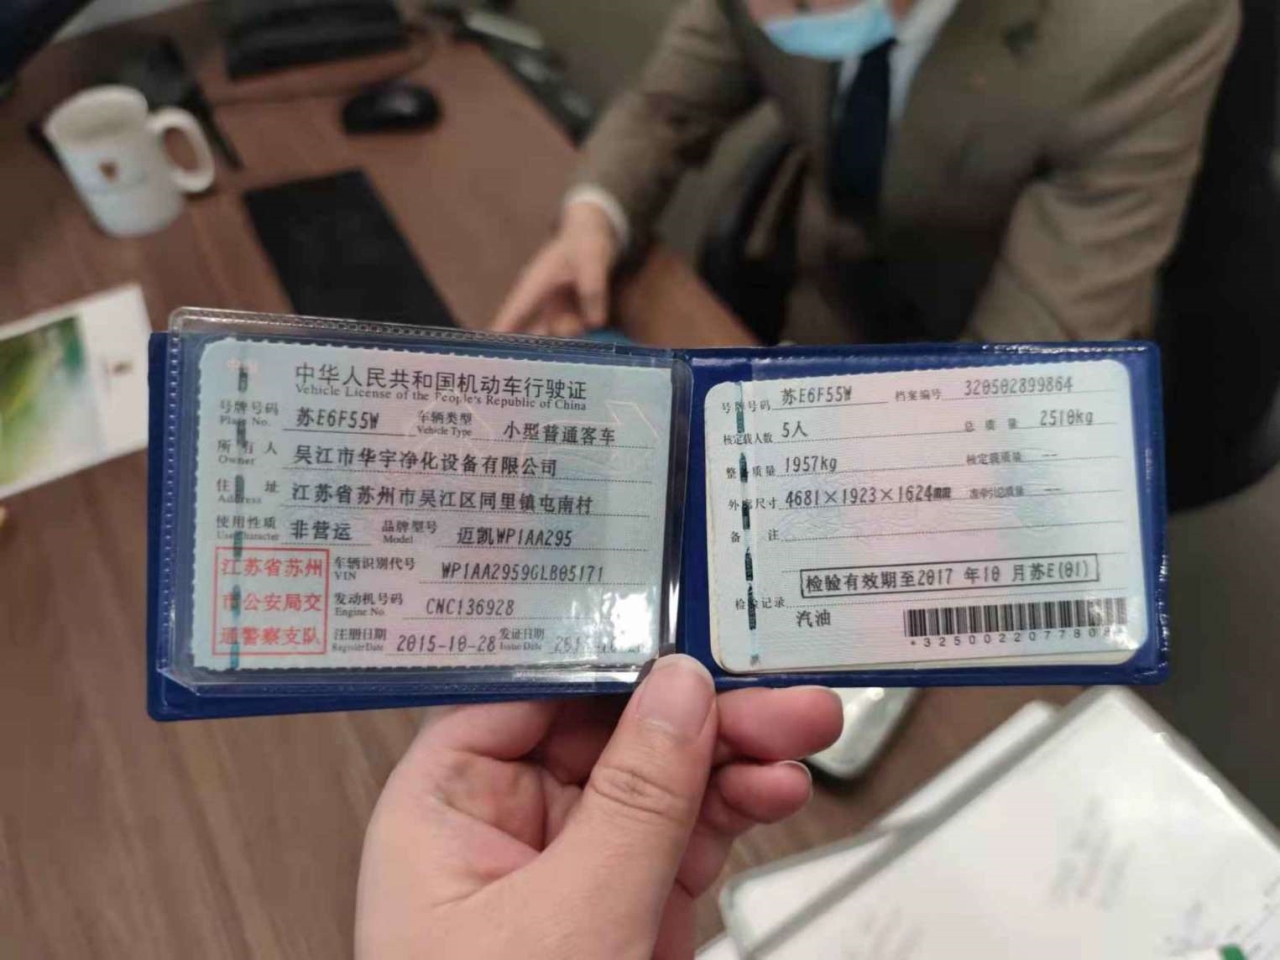 中华人民共和国机动车行驶证
Vehicle License of the People's Republic of China
号牌号码 苏E6F55W 车辆类型 小型普通客车
Plate No. Vehicle Type
所有人 吴江市华宇净化设备有限公司
Owner
住址 江苏省苏州市吴江区同里镇屯南村
Address
使用性质 非营运 品牌型号 迈凯WP1AA295
Use Character Model
江苏省苏州
市公安局交
通警察支队
车辆识别代号 WP1AA2959GLB05171
VIN
发动机号码 CNC136928
Engine No.
注册日期 2015-10-28 发证日期
Register Date Issue Date
号牌号码 苏E6F55W 档案编号 320502899864
核定载人数 5人 总质量 2510kg
整备质量 1957kg 核定载质量 --
外廓尺寸 4681×1923×1624 --
备注
检验有效期至2017 年10 月苏E(01)
检验记录
汽油